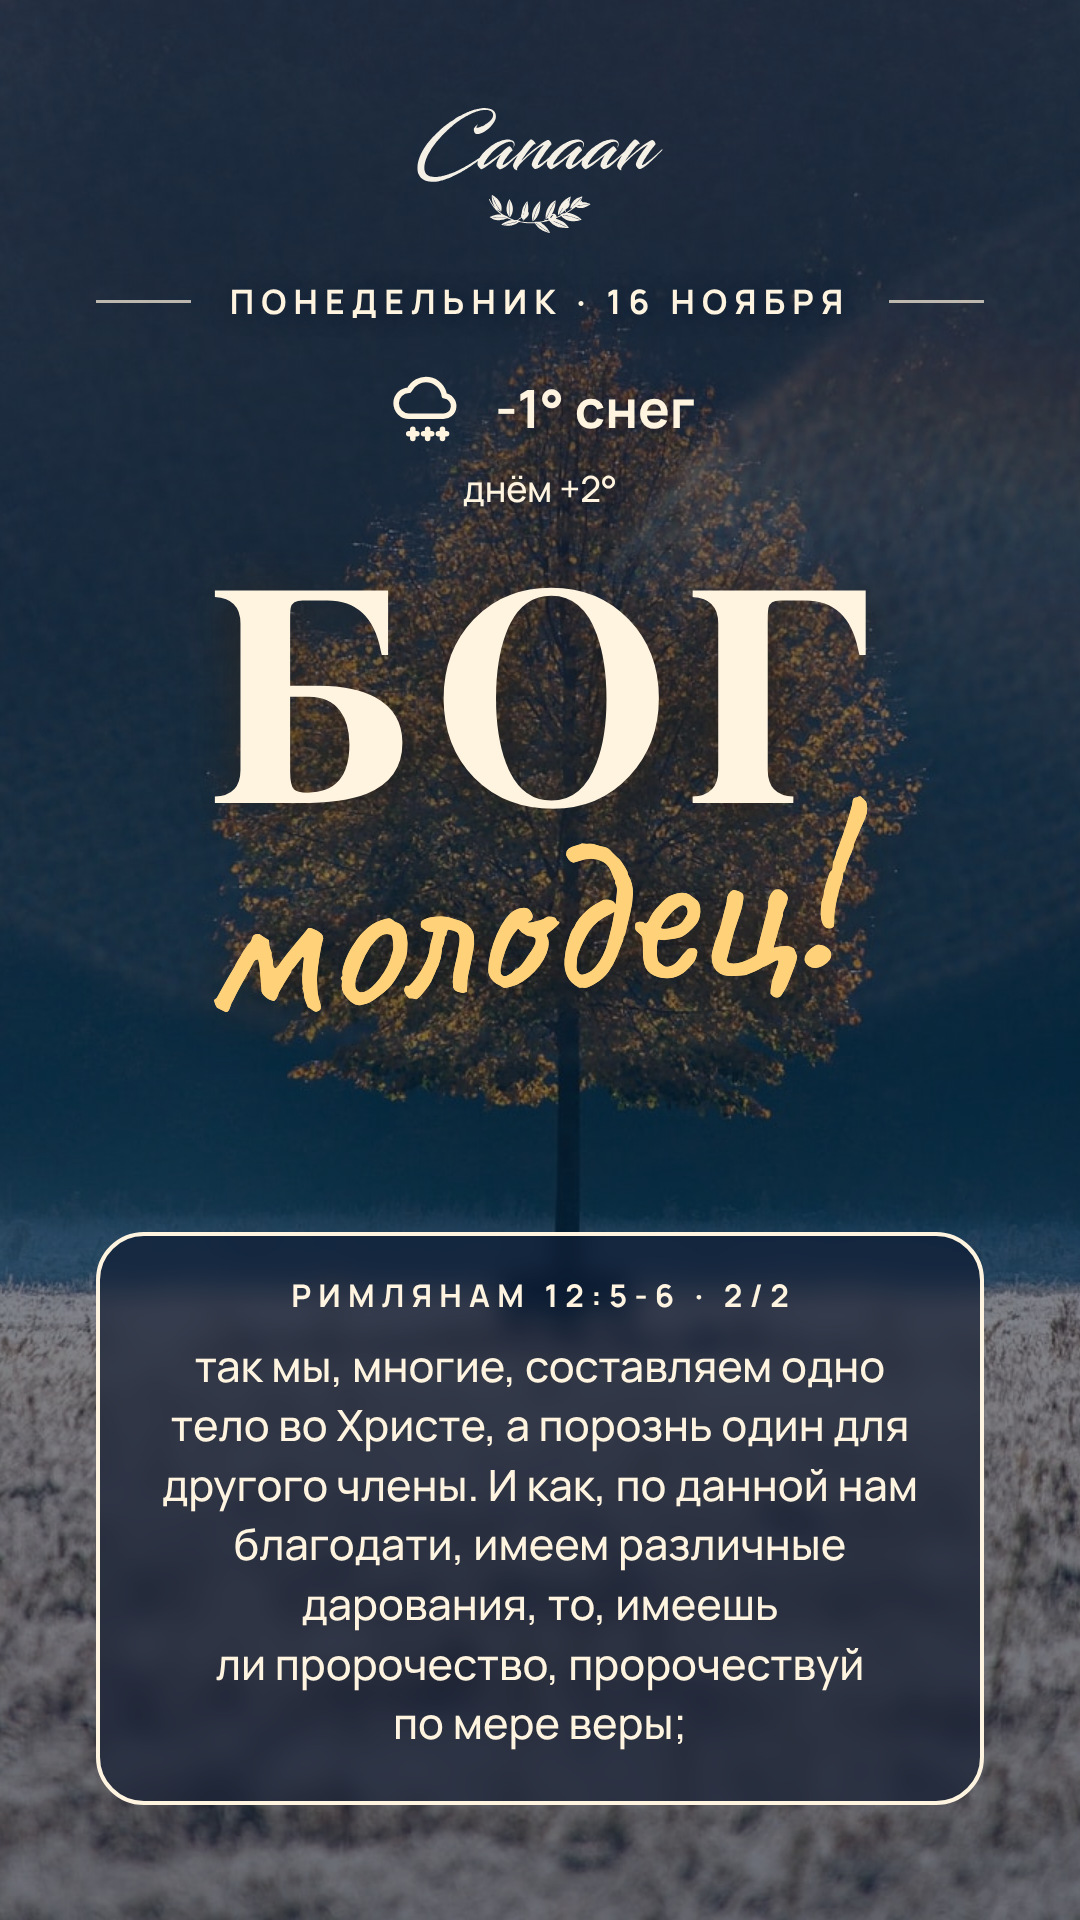 Canaan
ПОНЕДЕЛЬНИК · 16 НОЯБРЯ
-1° снег
днём +2°
БОГ
молодец!
РИМЛЯНАМ 12:5-6 · 2/2
так мы, многие, составляем одно
тело во Христе, а порознь один для
другого члены. И как, по данной нам
благодати, имеем различные
дарования, то, имеешь
ли пророчество, пророчествуй
по мере веры;